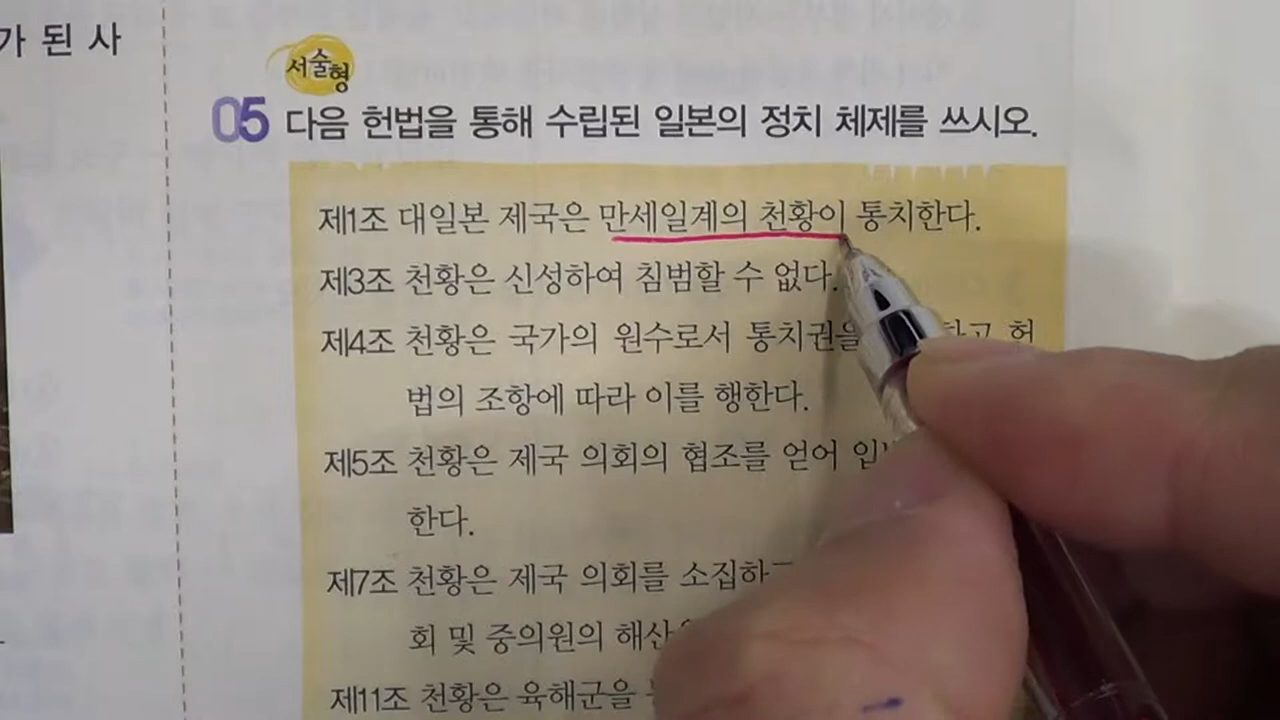 가 된 사
서술형
05 다음 헌법을 통해 수립된 일본의 정치 체제를 쓰시오.
제1조 대일본 제국은 만세일계의 천황이 통치한다.
제3조 천황은 신성하여 침범할 수 없다.
제4조 천황은 국가의 원수로서 통치권을 헌
법의 조항에 따라 이를 행한다.
제5조 천황은 제국 의회의 협조를 얻어
한다.
제7조 천황은 제국 의회를
회 및 중의원의
제11조 천황은 육해군을